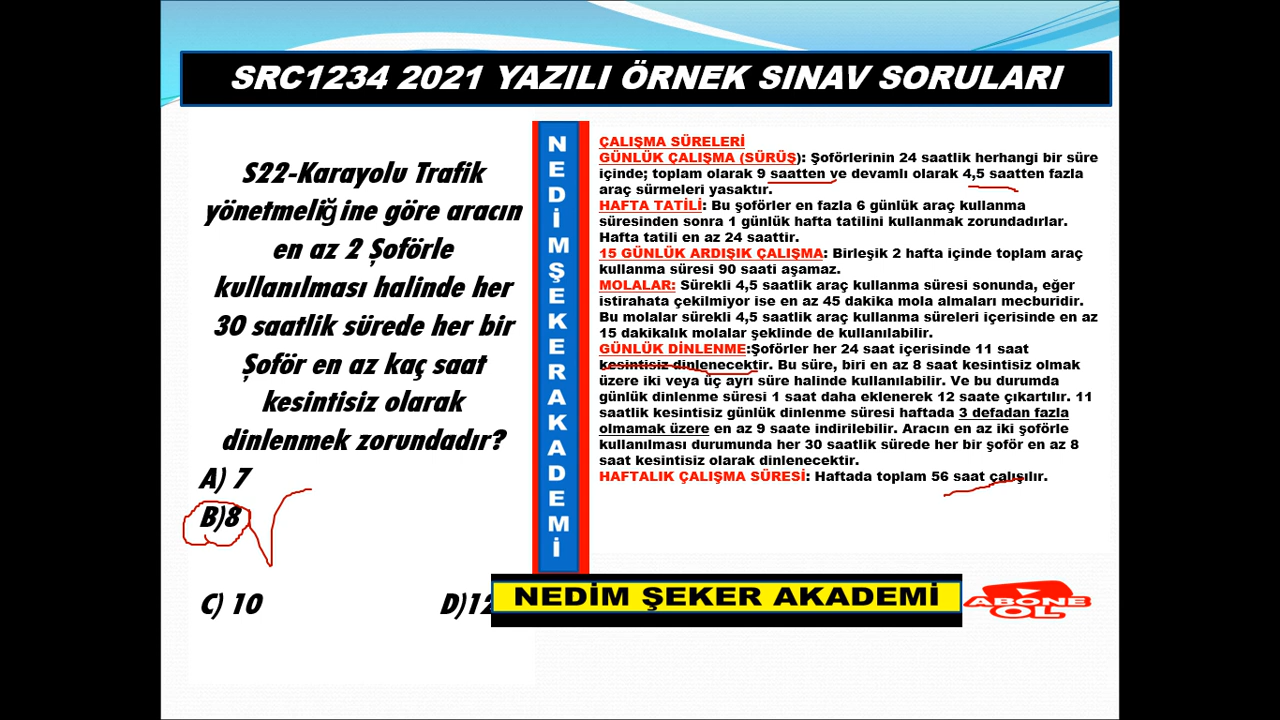 SRC1234 2021 YAZILI ÖRNEK SINAV SORULARI
S22-Karayolu Trafik
yönetmeliğine göre aracın
en az 2 Şoförle
kullanılması halinde her
30 saatlik sürede her bir
Şoför en az kaç saat
kesintisiz olarak
dinlenmek zorundadır?
A) 7
B)8
C) 10 D)12
NEDİM ŞEKER AKADEMİ
ÇALIŞMA SÜRELERİ
GÜNLÜK ÇALIŞMA (SÜRÜŞ): Şoförlerinin 24 saatlik herhangi bir süre
içinde; toplam olarak 9 saatten ve devamlı olarak 4,5 saatten fazla
araç sürmeleri yasaktır.
HAFTA TATİLİ: Bu şoförler en fazla 6 günlük araç kullanma
süresinden sonra 1 günlük hafta tatilini kullanmak zorundadırlar.
Hafta tatili en az 24 saattir.
15 GÜNLÜK ARDIŞIK ÇALIŞMA: Birleşik 2 hafta içinde toplam araç
kullanma süresi 90 saati aşamaz.
MOLALAR: Sürekli 4,5 saatlik araç kullanma süresi sonunda, eğer
istirahata çekilmiyor ise en az 45 dakika mola almaları mecburidir.
Bu molalar sürekli 4,5 saatlik araç kullanma süreleri içerisinde en az
15 dakikalık molalar şeklinde de kullanılabilir.
GÜNLÜK DİNLENME:Şoförler her 24 saat içerisinde 11 saat
kesintisiz dinlenecektir. Bu süre, biri en az 8 saat kesintisiz olmak
üzere iki veya üç ayrı süre halinde kullanılabilir. Ve bu durumda
günlük dinlenme süresi 1 saat daha eklenerek 12 saate çıkartılır. 11
saatlik kesintisiz günlük dinlenme süresi haftada 3 defadan fazla
olmamak üzere en az 9 saate indirilebilir. Aracın en az iki şoförle
kullanılması durumunda her 30 saatlik sürede her bir şoför en az 8
saat kesintisiz olarak dinlenecektir.
HAFTALIK ÇALIŞMA SÜRESİ: Haftada toplam 56 saat çalışılır.
NEDİM ŞEKER AKADEMİ
ABONE
OL